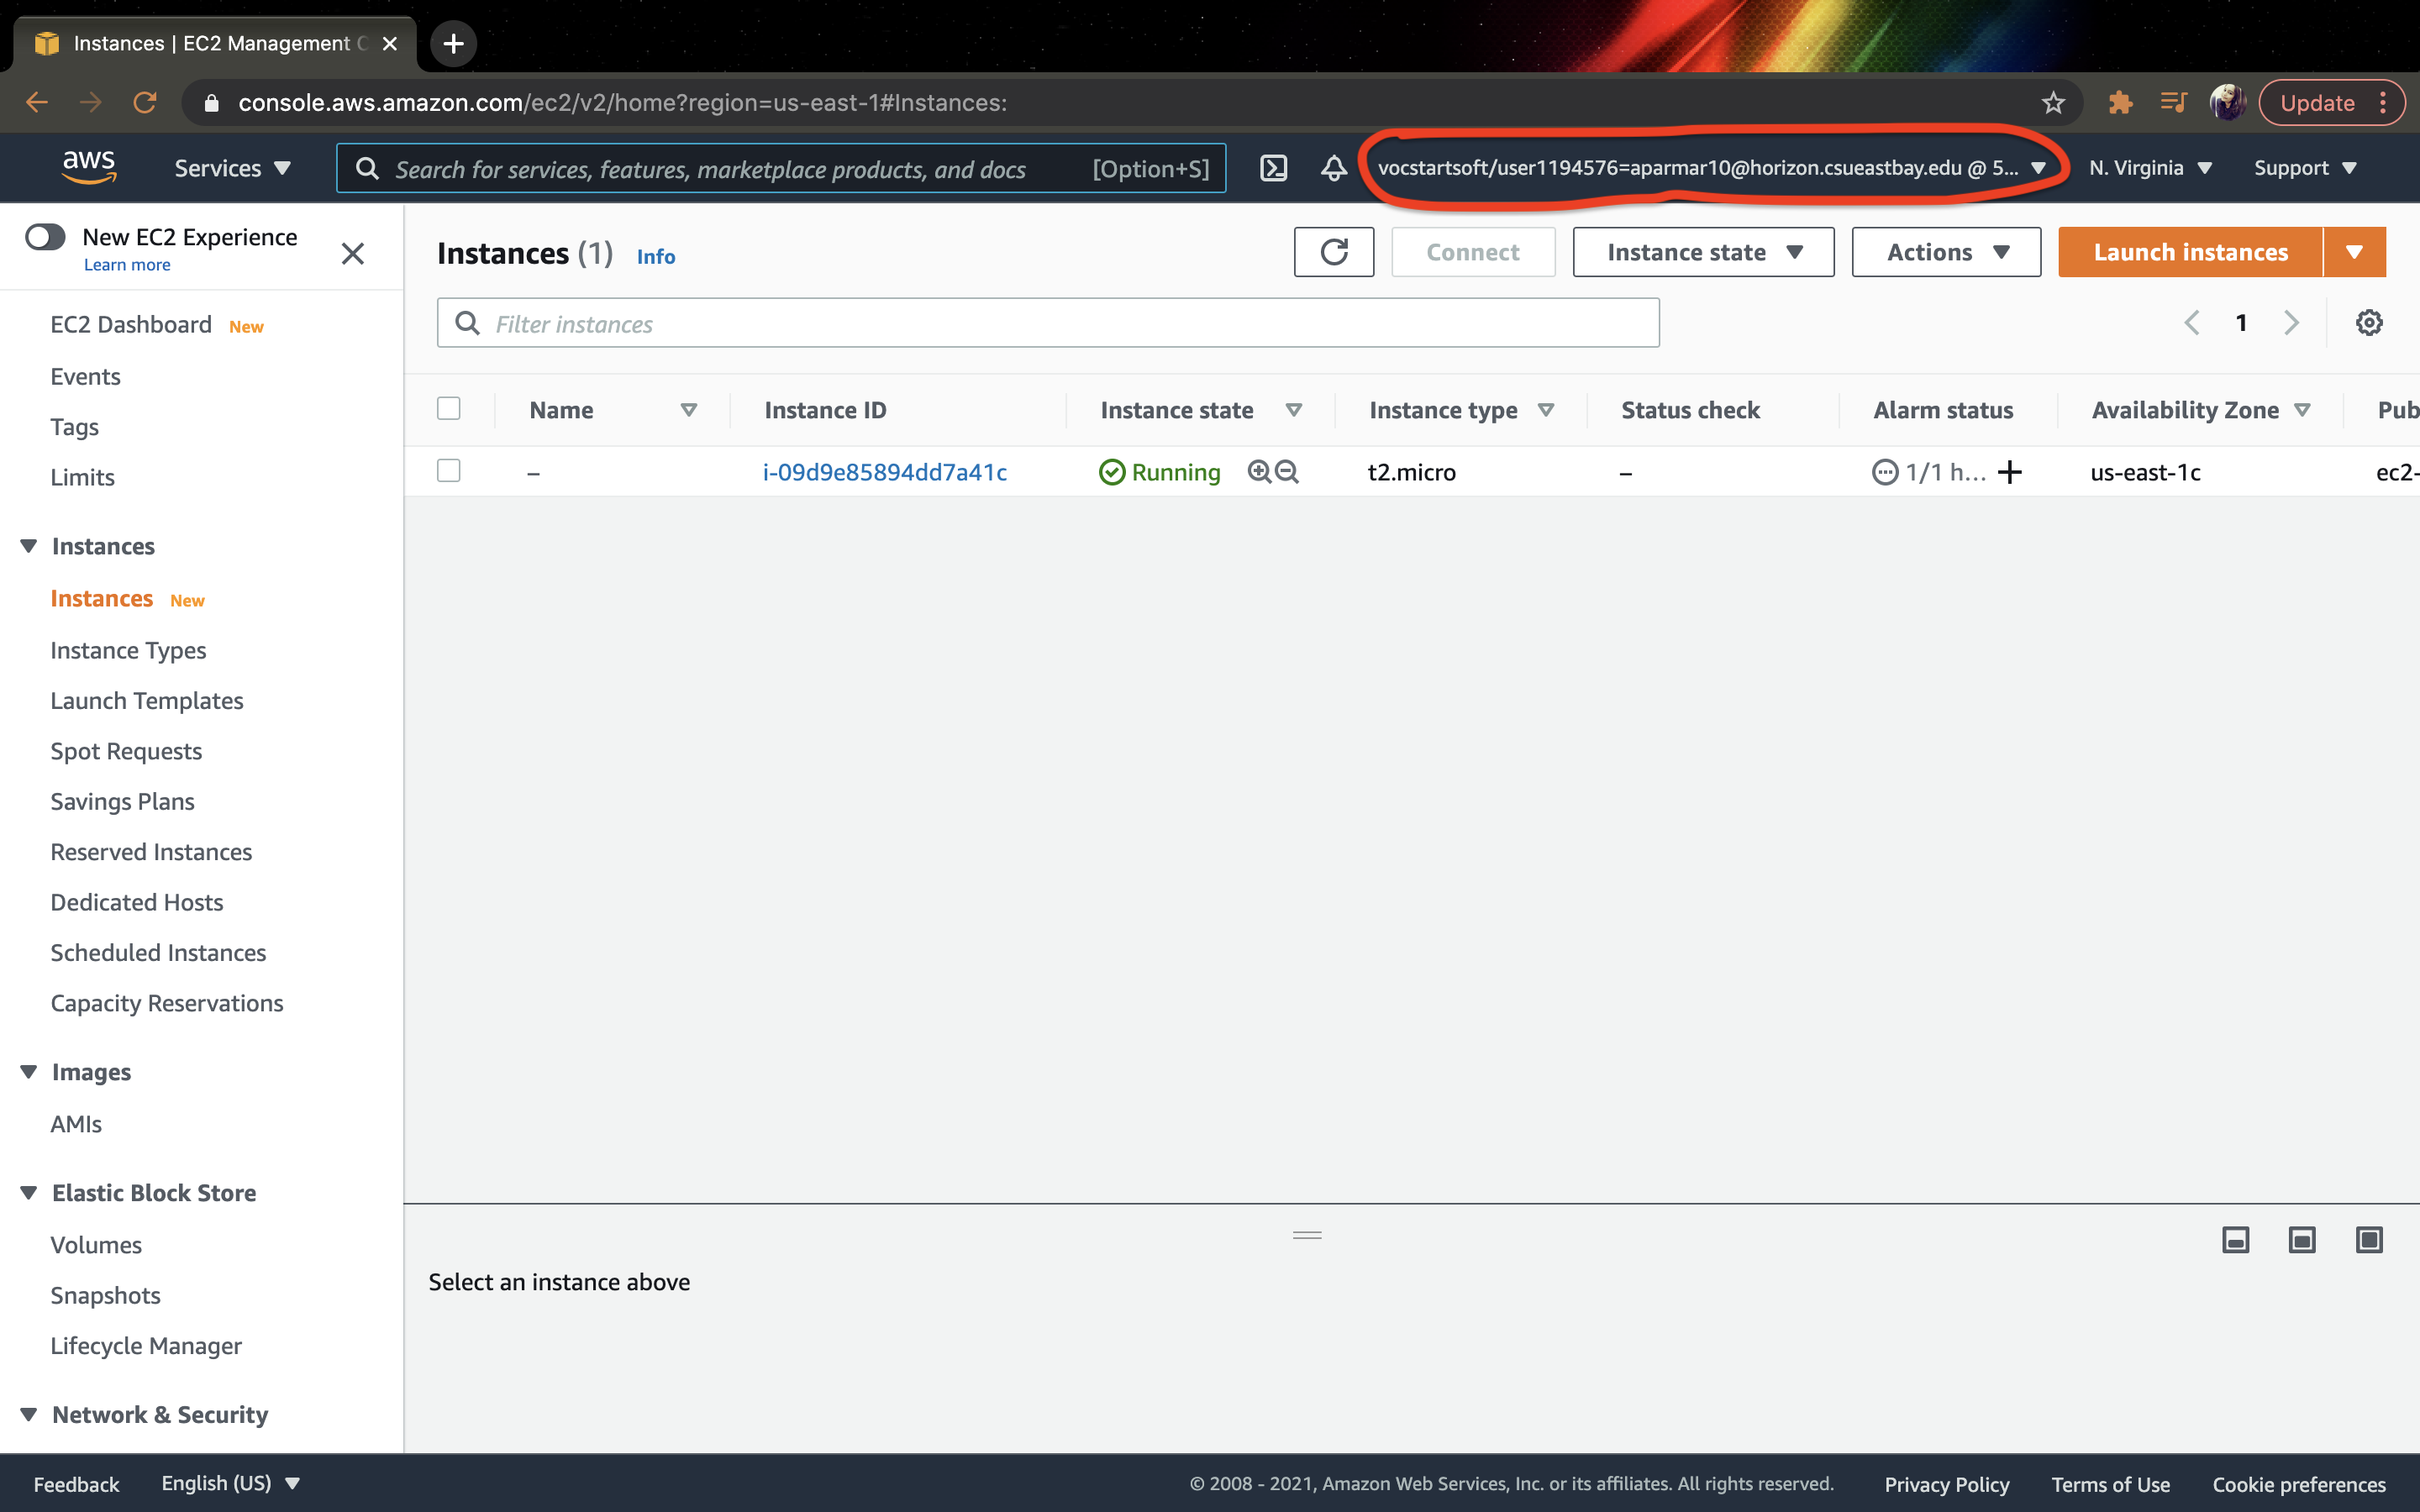 Instances | EC2 Management C
console.aws.amazon.com/ec2/v2/home?region=us-east-1#Instances:
Update
aws
Services
Search for services, features, marketplace products, and docs
[Option+S]
vocstartsoft/user1194576=aparmar10@horizon.csueastbay.edu @ 5...
N. Virginia
Support
New EC2 Experience
Learn more
EC2 Dashboard New
Events
Tags
Limits
Instances
Instances New
Instance Types
Launch Templates
Spot Requests
Savings Plans
Reserved Instances
Dedicated Hosts
Scheduled Instances
Capacity Reservations
Images
AMIs
Elastic Block Store
Volumes
Snapshots
Lifecycle Manager
Network & Security
Instances (1) Info
Connect
Instance state
Actions
Launch instances
Filter instances
1
Name Instance ID Instance state Instance type Status check Alarm status Availability Zone Pub
– i-09d9e85894dd7a41c Running t2.micro – 1/1 h... + us-east-1c ec2-
Select an instance above
Feedback English (US) © 2008 - 2021, Amazon Web Services, Inc. or its affiliates. All rights reserved. Privacy Policy Terms of Use Cookie preferences